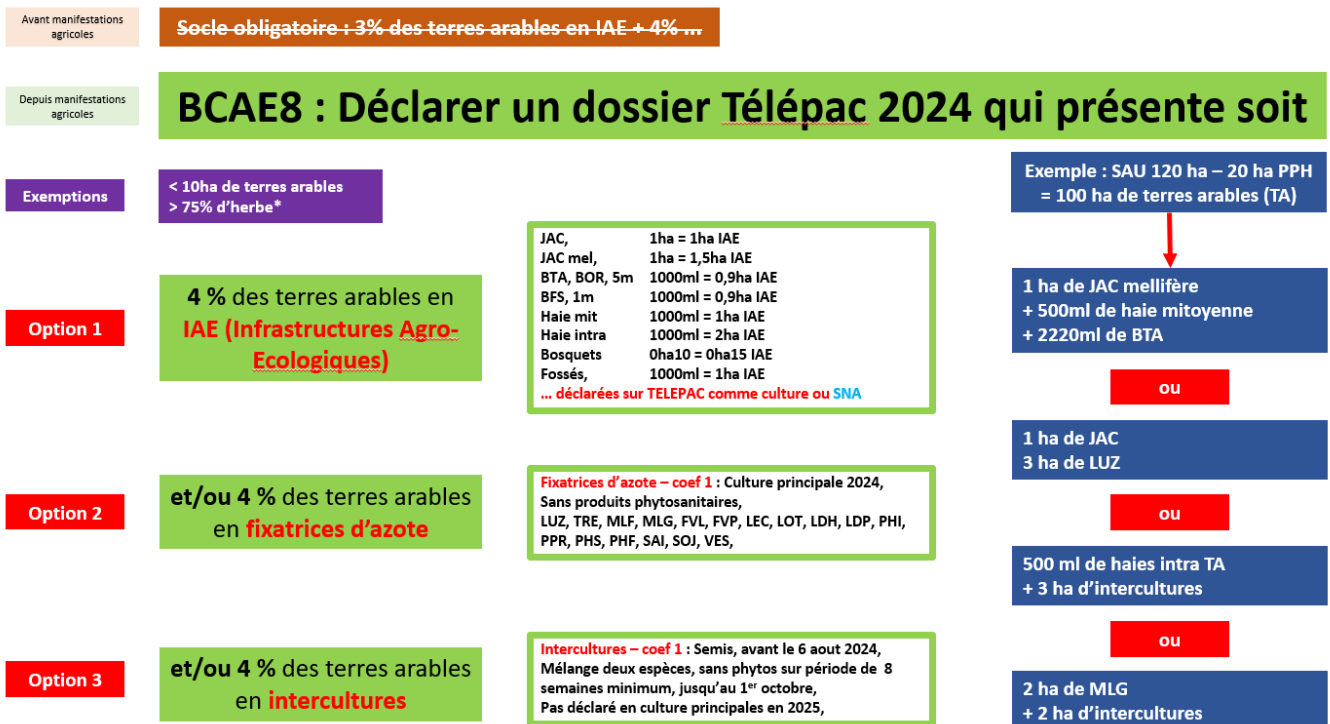 Avant manifestations
agricoles
Socle obligatoire : 3% des terres arables en IAE + 4% ...
Depuis manifestations
agricoles
BCAE8 : Déclarer un dossier Télépac 2024 qui présente soit
Exemptions
< 10ha de terres arables
> 75% d'herbe*
Exemple : SAU 120 ha – 20 ha PPH
= 100 ha de terres arables (TA)
Option 1
4 % des terres arables en
IAE (Infrastructures Agro-
Ecologiques)
JAC, 1ha = 1ha IAE
JAC mel, 1ha = 1,5ha IAE
BTA, BOR, 5m 1000ml = 0,9ha IAE
BFS, 1m 1000ml = 0,9ha IAE
Haie mit 1000ml = 1ha IAE
Haie intra 1000ml = 2ha IAE
Bosquets 0ha10 = 0ha15 IAE
Fossés, 1000ml = 1ha IAE
... déclarées sur TELEPAC comme culture ou SNA
1 ha de JAC mellifère
+ 500ml de haie mitoyenne
+ 2220ml de BTA
ou
1 ha de JAC
3 ha de LUZ
Option 2
et/ou 4 % des terres arables
en fixatrices d'azote
Fixatrices d'azote – coef 1 : Culture principale 2024,
Sans produits phytosanitaires,
LUZ, TRE, MLF, MLG, FVL, FVP, LEC, LOT, LDH, LDP, PHI,
PPR, PHS, PHF, SAI, SOJ, VES,
ou
500 ml de haies intra TA
+ 3 ha d'intercultures
ou
Option 3
et/ou 4 % des terres arables
en intercultures
Intercultures – coef 1 : Semis, avant le 6 aout 2024,
Mélange deux espèces, sans phytos sur période de 8
semaines minimum, jusqu'au 1er octobre,
Pas déclaré en culture principales en 2025,
2 ha de MLG
+ 2 ha d'intercultures